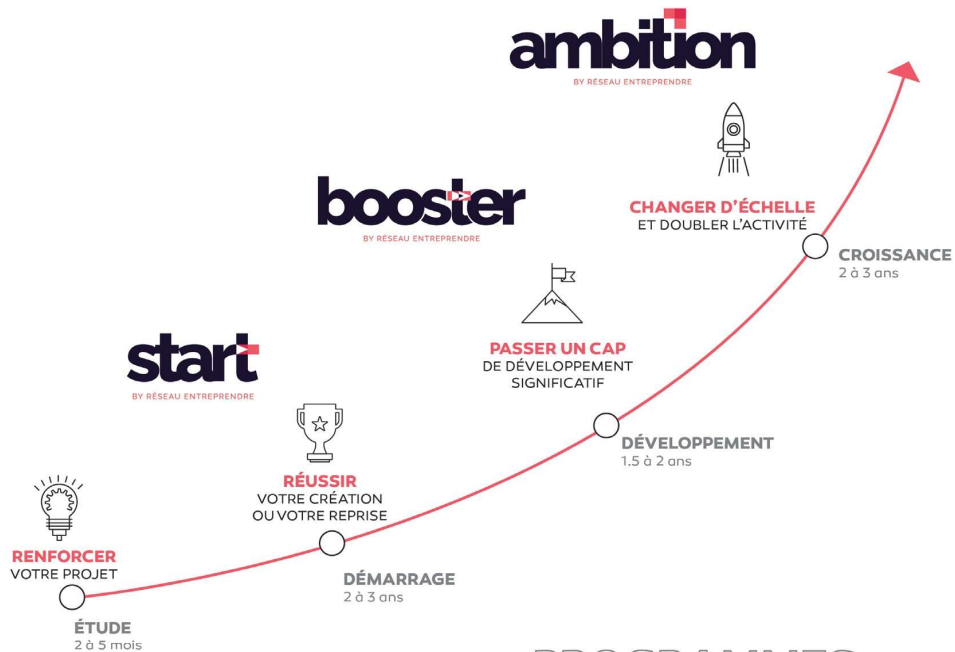 ambition
BY RÉSEAU ENTREPRENDRE
CHANGER D'ÉCHELLE
ET DOUBLER L'ACTIVITÉ
CROISSANCE
2 à 3 ans
booster
BY RÉSEAU ENTREPRENDRE
PASSER UN CAP
DE DÉVELOPPEMENT
SIGNIFICATIF
DÉVELOPPEMENT
1.5 à 2 ans
start
BY RÉSEAU ENTREPRENDRE
RÉUSSIR
VOTRE CRÉATION
OU VOTRE REPRISE
DÉMARRAGE
2 à 3 ans
RENFORCER
VOTRE PROJET
ÉTUDE
2 à 5 mois